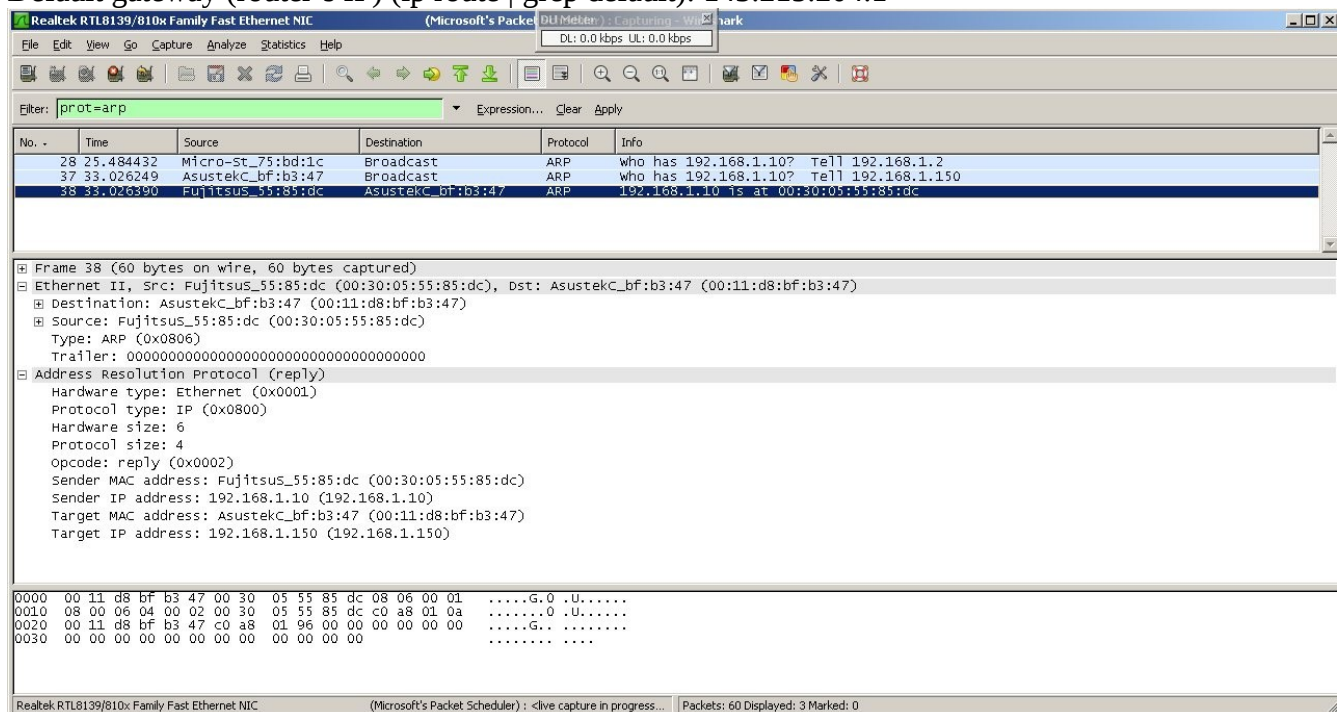 Realtek RTL8139/810x Family Fast Ethernet NIC (Microsoft's Packet
: Capturing - Wi
hark
DL: 0.0 kbps UL: 0.0 kbps
File Edit View Go Capture Analyze Statistics Help
Filter: prot=arp Expression... Clear Apply
No. Time Source Destination Protocol Info
28 25.484432 Micro-St_75:bd:1c Broadcast ARP Who has 192.168.1.10? Tell 192.168.1.2
37 33.026249 AsustekC_bf:b3:47 Broadcast ARP Who has 192.168.1.10? Tell 192.168.1.150
38 33.026390 FujitsuS_55:85:dc AsustekC_bf:b3:47 ARP 192.168.1.10 is at 00:30:05:55:85:dc
Frame 38 (60 bytes on wire, 60 bytes captured)
Ethernet II, Src: FujitsuS_55:85:dc (00:30:05:55:85:dc), Dst: AsustekC_bf:b3:47 (00:11:d8:bf:b3:47)
Destination: AsustekC_bf:b3:47 (00:11:d8:bf:b3:47)
Source: FujitsuS_55:85:dc (00:30:05:55:85:dc)
Type: ARP (0x0806)
Trailer: 000000000000000000000000000000000000
Address Resolution Protocol (reply)
Hardware type: Ethernet (0x0001)
Protocol type: IP (0x0800)
Hardware size: 6
Protocol size: 4
Opcode: reply (0x0002)
Sender MAC address: FujitsuS_55:85:dc (00:30:05:55:85:dc)
Sender IP address: 192.168.1.10 (192.168.1.10)
Target MAC address: AsustekC_bf:b3:47 (00:11:d8:bf:b3:47)
Target IP address: 192.168.1.150 (192.168.1.150)
0000 00 11 d8 bf b3 47 00 30 05 55 85 dc 08 06 00 01 .....G.0 .U......
0010 08 00 06 04 00 02 00 30 05 55 85 dc c0 a8 01 0a .......0 .U......
0020 00 11 d8 bf b3 47 c0 a8 01 96 00 00 00 00 00 00 .....G.. ........
0030 00 00 00 00 00 00 00 00 00 00 00 00 ........ ....
Realtek RTL8139/810x Family Fast Ethernet NIC (Microsoft's Packet Scheduler) : <live capture in progress... Packets: 60 Displayed: 3 Marked: 0